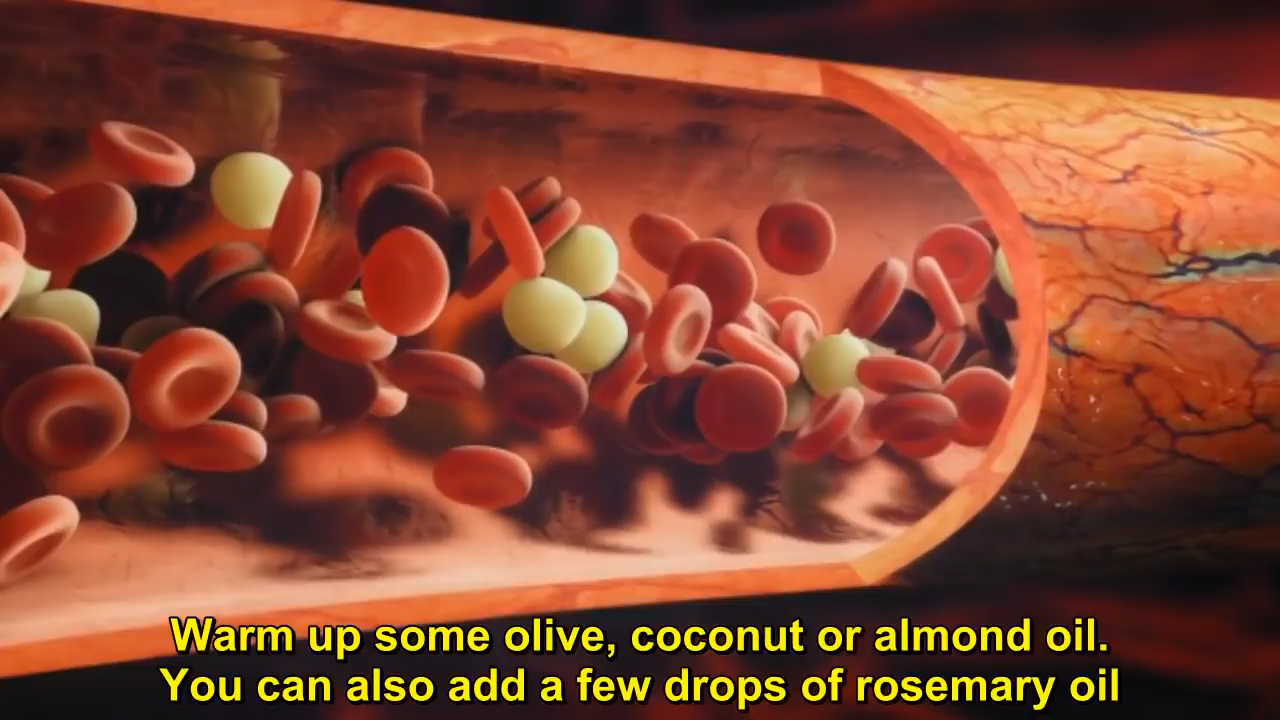 Warm up some olive, coconut or almond oil.
You can also add a few drops of rosemary oil